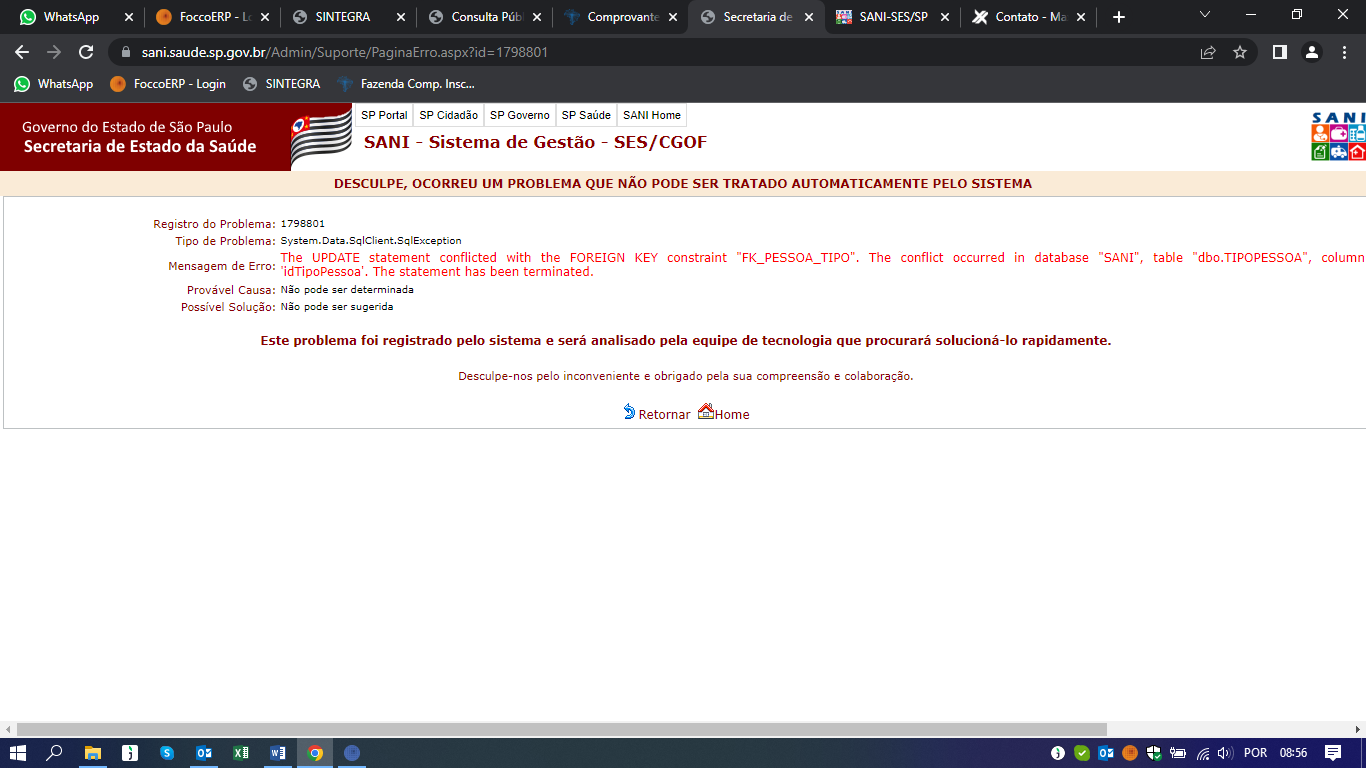 WhatsApp
FoccoERP - Lo
SINTEGRA
Consulta Públ
Comprovante
Secretaria de
SANI-SES/SP
Contato - Ma
sani.saude.sp.gov.br/Admin/Suporte/PaginaErro.aspx?id=1798801
WhatsApp
FoccoERP - Login
SINTEGRA
Fazenda Comp. Insc...
Governo do Estado de São Paulo
Secretaria de Estado da Saúde
SP Portal
SP Cidadão
SP Governo
SP Saúde
SANI Home
SANI - Sistema de Gestão - SES/CGOF
SANI
DESCULPE, OCORREU UM PROBLEMA QUE NÃO PODE SER TRATADO AUTOMATICAMENTE PELO SISTEMA
Registro do Problema: 1798801
Tipo de Problema: System.Data.SqlClient.SqlException
Mensagem de Erro: The UPDATE statement conflicted with the FOREIGN KEY constraint "FK_PESSOA_TIPO". The conflict occurred in database "SANI", table "dbo.TIPOPESSOA", column
'idTipoPessoa'. The statement has been terminated.
Provável Causa: Não pode ser determinada
Possível Solução: Não pode ser sugerida
Este problema foi registrado pelo sistema e será analisado pela equipe de tecnologia que procurará solucioná-lo rapidamente.
Desculpe-nos pelo inconveniente e obrigado pela sua compreensão e colaboração.
Retornar Home
POR
08:56